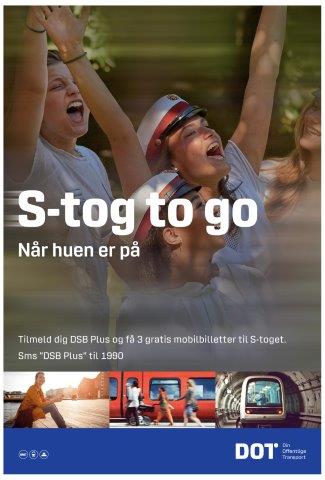 S-tog to go
Når huen er på
Tilmeld dig DSB Plus og få 3 gratis mobilbilletter til S-toget.
Sms "DSB Plus" til 1990
DOT
Din
Offentlige
Transport